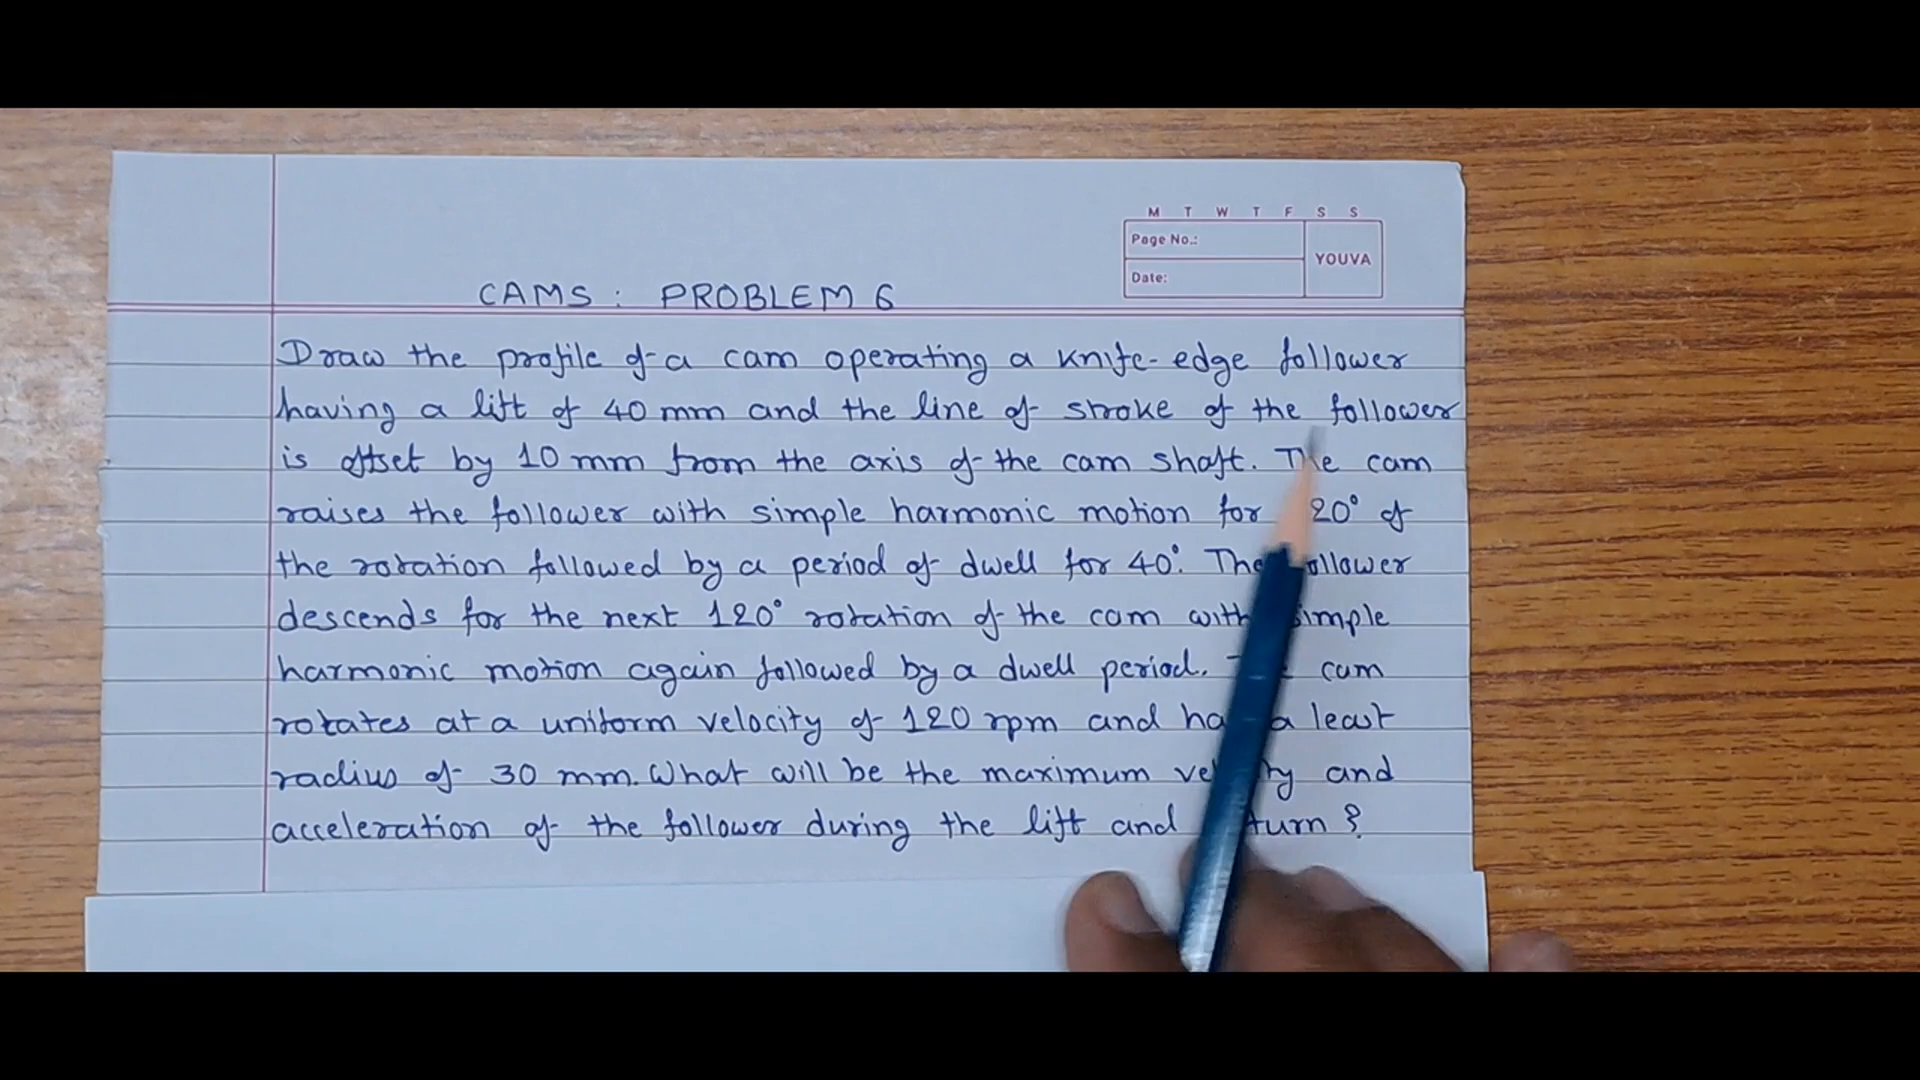 M T W T F S S
Page No.:
YOUVA
Date:
CAMS : PROBLEM 6
Draw the profile of a cam operating a knife-edge follower
having a lift of 40 mm and the line of stroke of the follower
is offset by 10 mm from the axis of the cam shaft. The cam
raises the follower with simple harmonic motion for 20° of
the rotation followed by a period of dwell for 40°. The
descends for the next 120° rotation of the cam with simple
harmonic motion again followed by a dwell period. cam
rotates at a uniform velocity of 120 rpm and a least
radius of 30 mm. What will be the maximum and
acceleration of the follower during the lift and